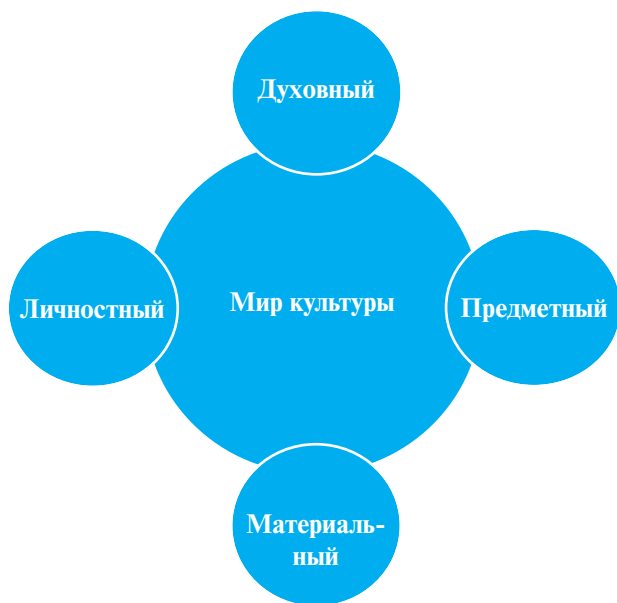 Духовный
Личностный
Мир культуры
Предметный
Материаль-
ный